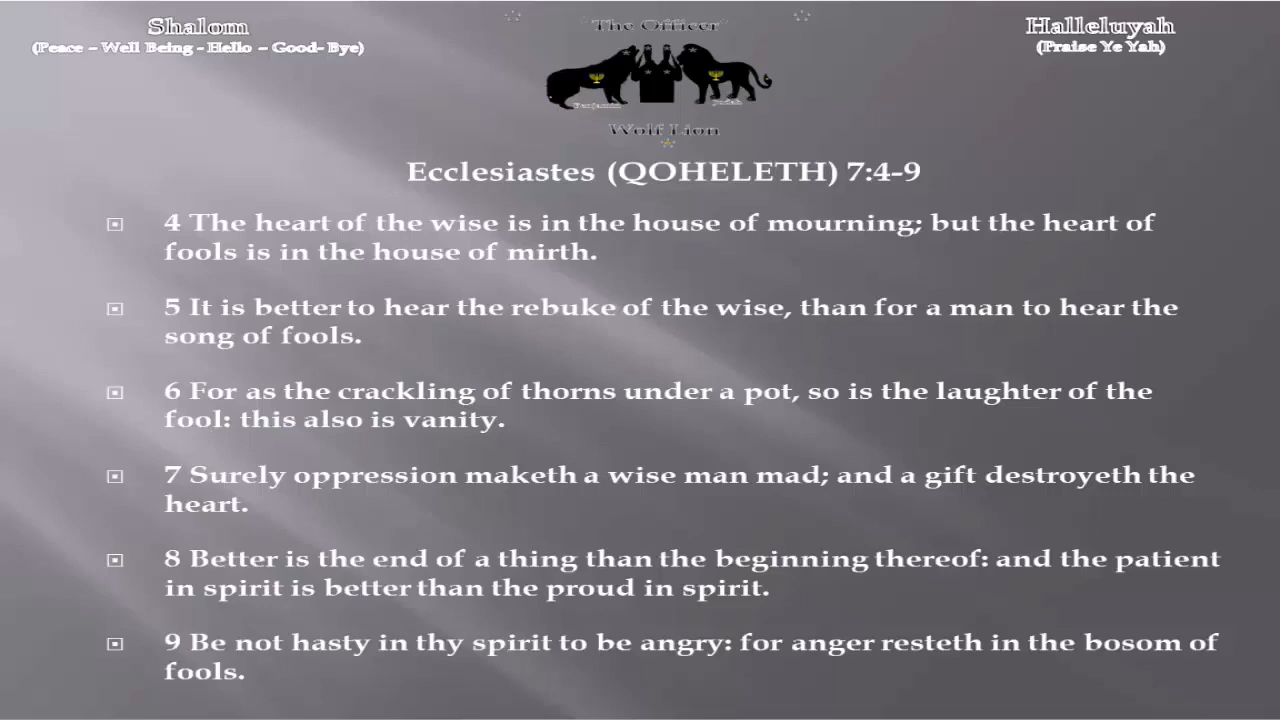 Shalom
(Peace – Well Being - Hello – Good- Bye)
"The Officer"
Halleluyah
(Praise Ye Yah)
Benjamin
Judah
Wolf Lion
Ecclesiastes (QOHELETH) 7:4-9
4 The heart of the wise is in the house of mourning; but the heart of
fools is in the house of mirth.
5 It is better to hear the rebuke of the wise, than for a man to hear the
song of fools.
6 For as the crackling of thorns under a pot, so is the laughter of the
fool: this also is vanity.
7 Surely oppression maketh a wise man mad; and a gift destroyeth the
heart.
8 Better is the end of a thing than the beginning thereof: and the patient
in spirit is better than the proud in spirit.
9 Be not hasty in thy spirit to be angry: for anger resteth in the bosom of
fools.